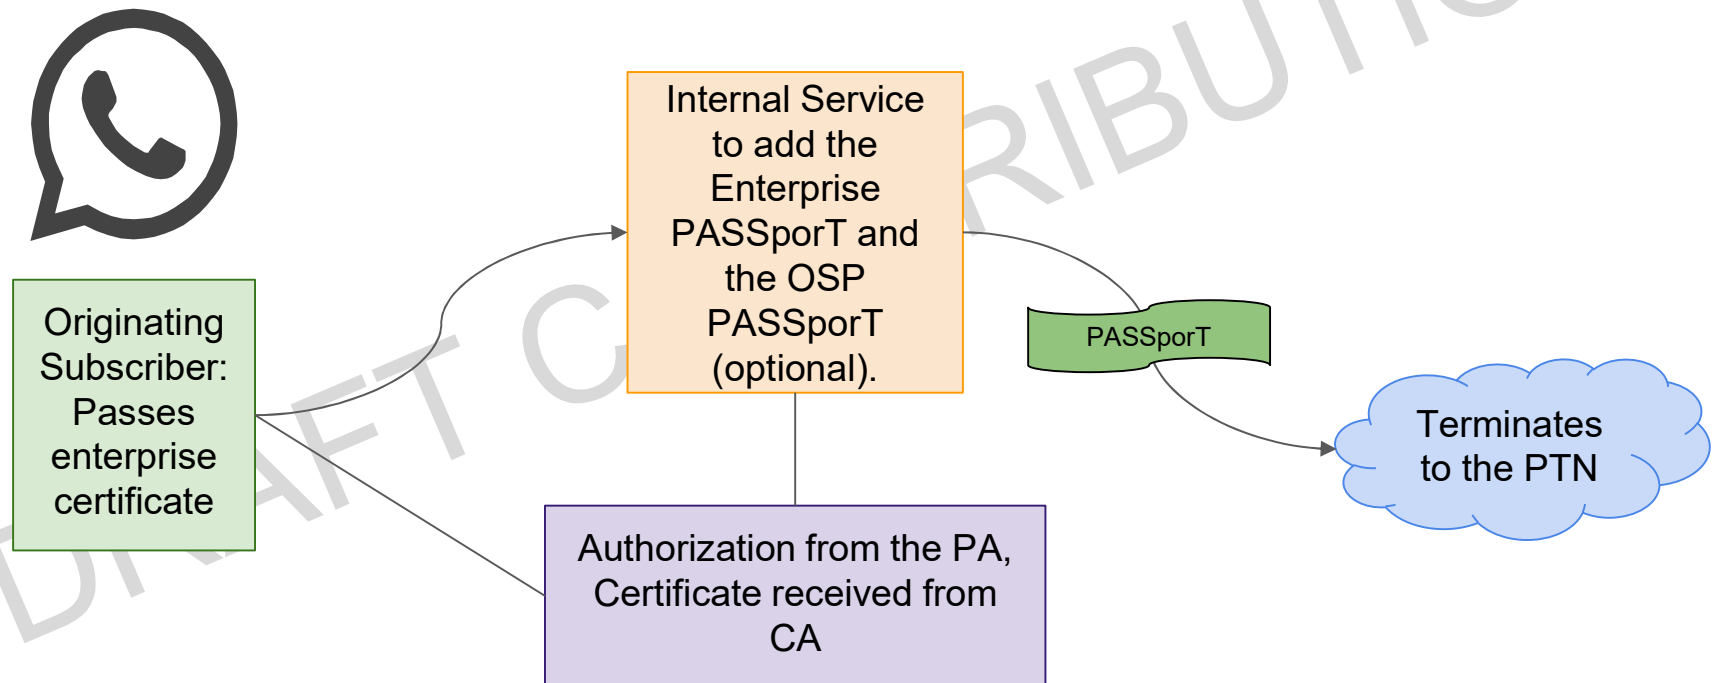 Originating
Subscriber:
Passes
enterprise
certificate
Internal Service
to add the
Enterprise
PASSporT and
the OSP
PASSporT
(optional).
PASSporT
Terminates
to the PTN
Authorization from the PA,
Certificate received from
CA
DRAFT